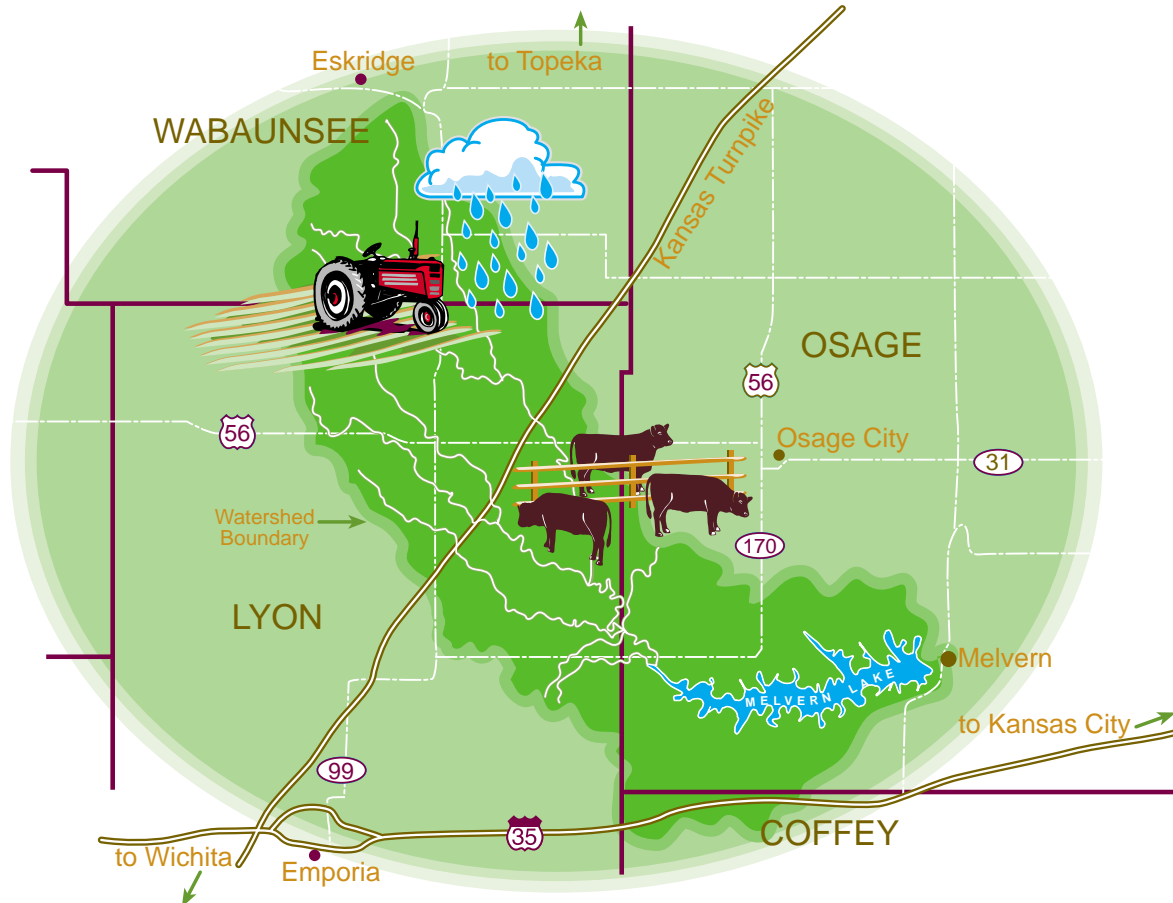 to Topeka
Eskridge
WABAUNSEE
Kansas Turnpike
OSAGE
56
56
Osage City
31
Watershed
Boundary
170
LYON
Melvern
MELVERN LAKE
to Kansas City
99
35
COFFEY
to Wichita
Emporia